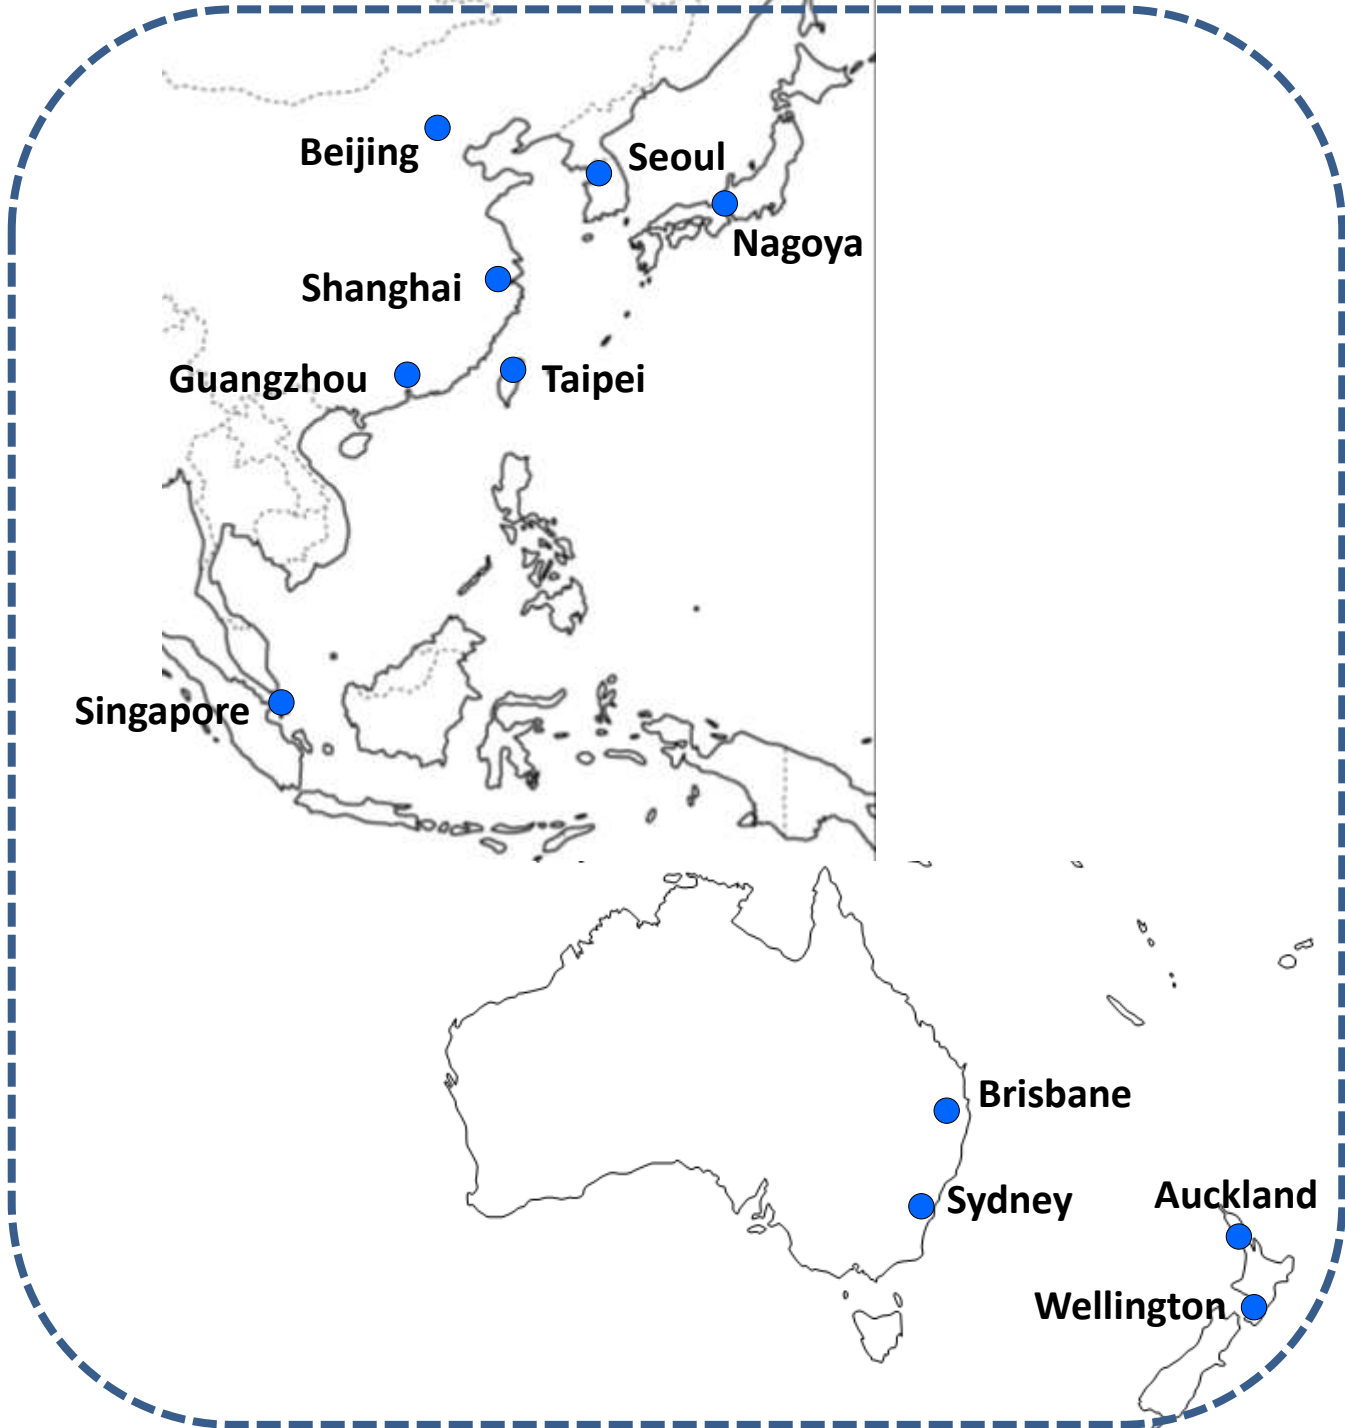 Beijing
Seoul
Nagoya
Shanghai
Guangzhou
Taipei
Singapore
Brisbane
Sydney
Auckland
Wellington